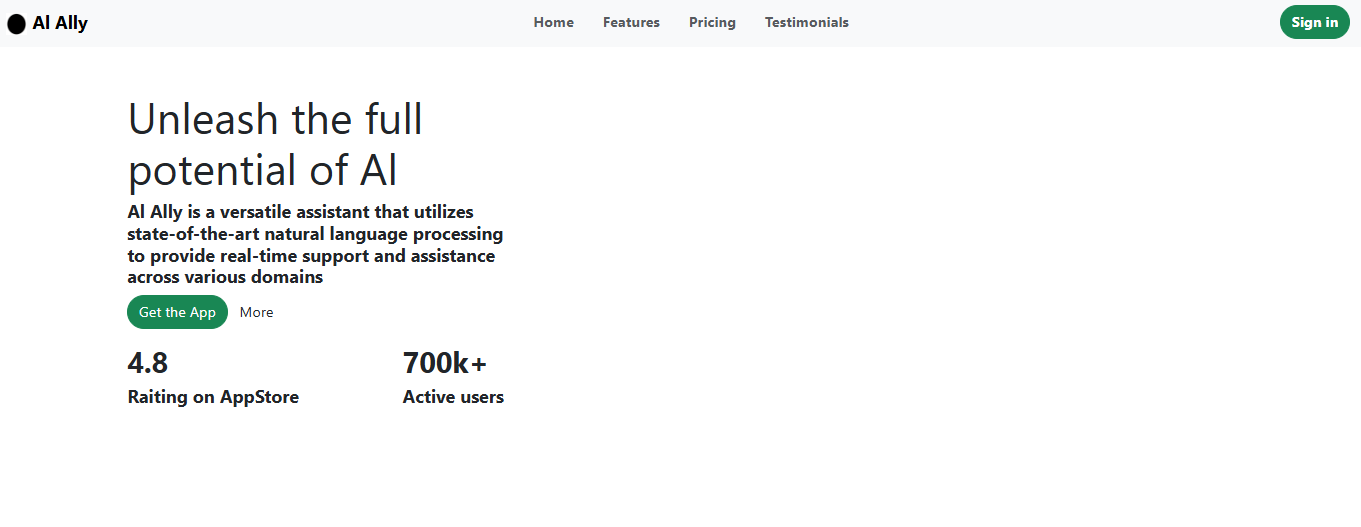 AI Ally
Home Features Pricing Testimonials
Sign in
Unleash the full
potential of AI
AI Ally is a versatile assistant that utilizes
state-of-the-art natural language processing
to provide real-time support and assistance
across various domains
Get the App More
4.8
Raiting on AppStore
700k+
Active users